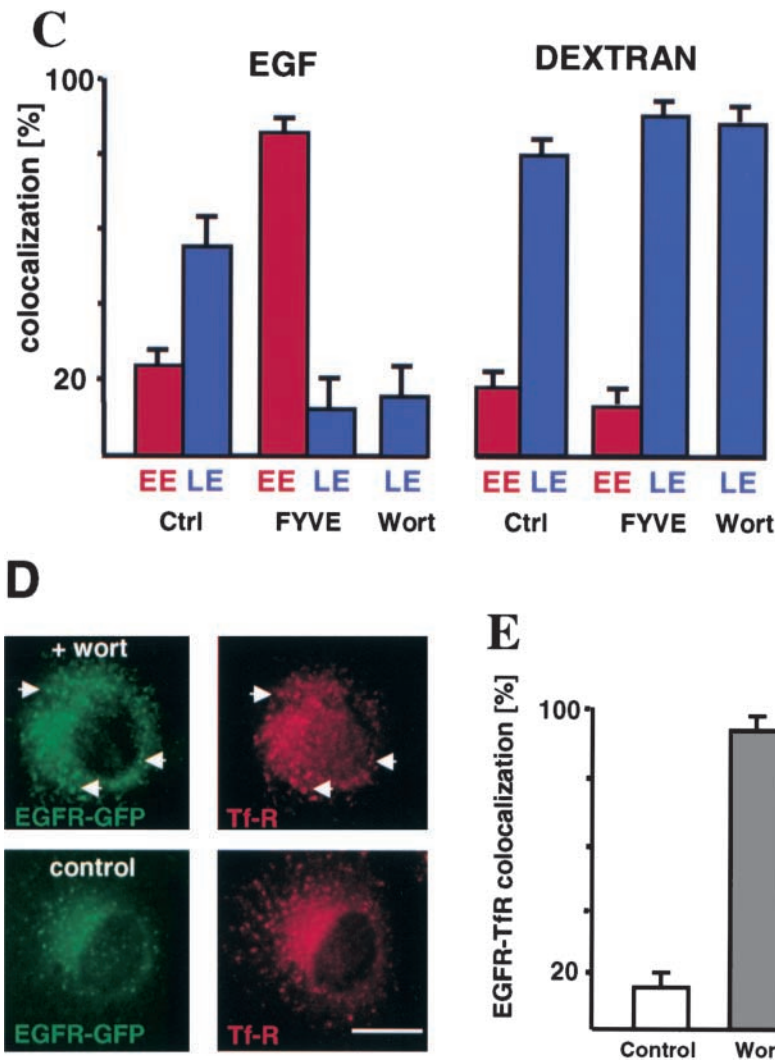 C
EGF
DEXTRAN
colocalization [%]
100
20
EE LE EE LE LE
Ctrl FYVE Wort
EE LE EE LE LE
Ctrl FYVE Wort
D
+ wort
EGFR-GFP
Tf-R
control
EGFR-GFP
Tf-R
E
EGFR-TfR colocalization [%]
100
20
Control Wor